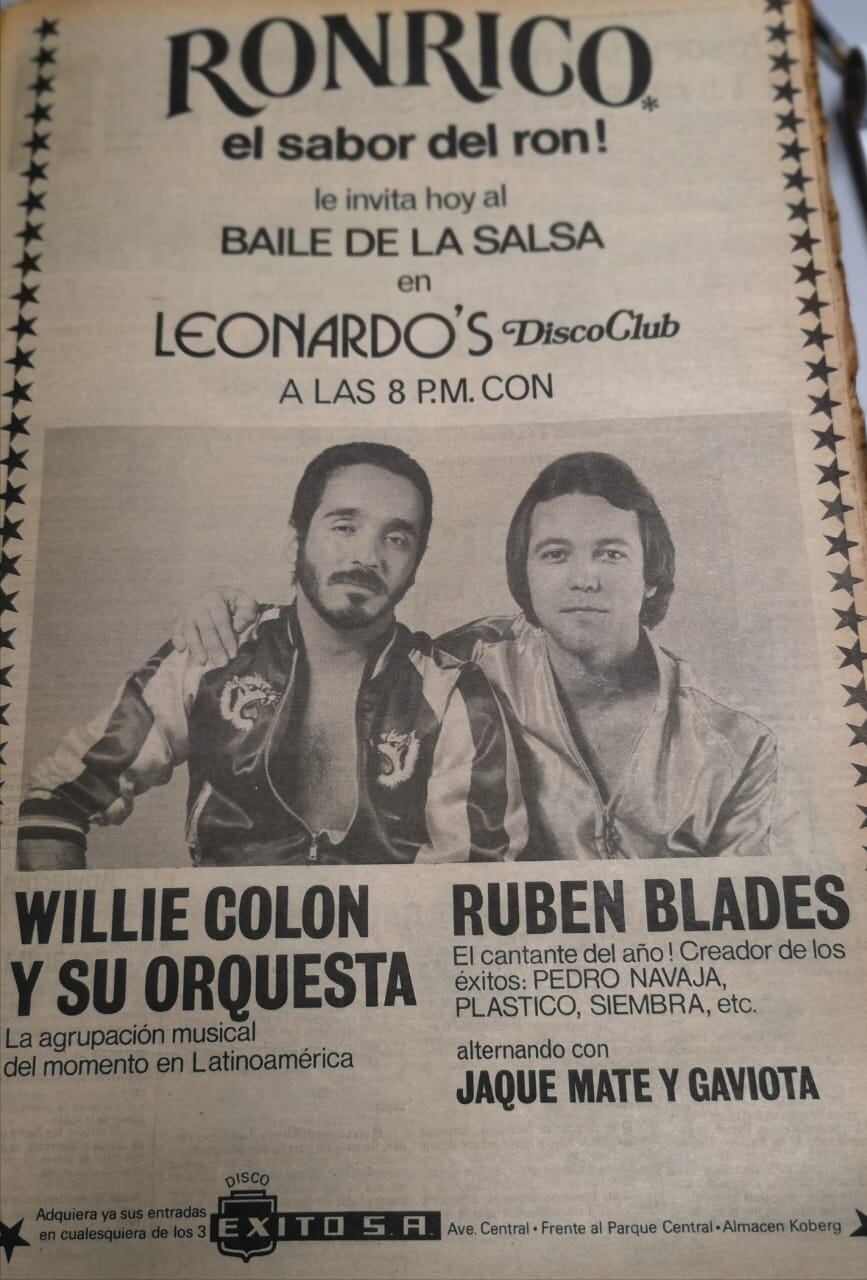 RONRICO*
el sabor del ron!
le invita hoy al
BAILE DE LA SALSA
en
LEONARDO'S DiscoClub
A LAS 8 P.M. CON
WILLIE COLON
Y SU ORQUESTA
La agrupación musical
del momento en Latinoamérica
RUBEN BLADES
El cantante del año! Creador de los
éxitos: PEDRO NAVAJA,
PLASTICO, SIEMBRA, etc.
alternando con
JAQUE MATE Y GAVIOTA
Adquiera ya sus entradas
en cualesquiera de los 3
DISCO
EXITO S.A.
Ave. Central • Frente al Parque Central • Almacen Koberg